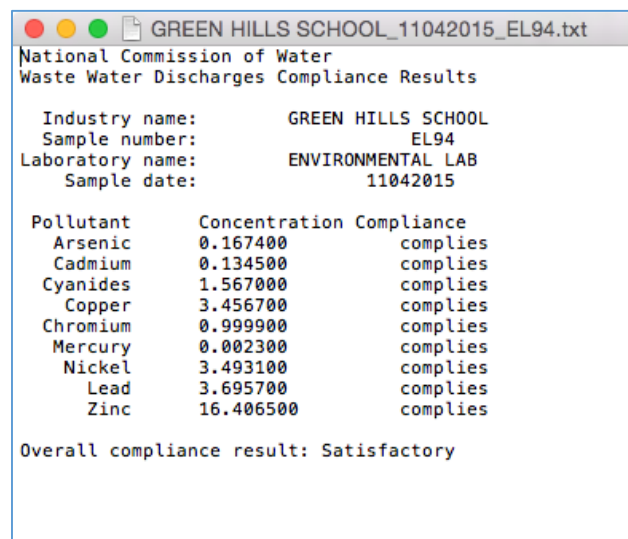 GREEN HILLS SCHOOL_11042015_EL94.txt
National Commission of Water
Waste Water Discharges Compliance Results
Industry name: GREEN HILLS SCHOOL
Sample number: EL94
Laboratory name: ENVIRONMENTAL LAB
Sample date: 11042015
Pollutant Concentration Compliance
Arsenic 0.167400 complies
Cadmium 0.134500 complies
Cyanides 1.567000 complies
Copper 3.456700 complies
Chromium 0.999900 complies
Mercury 0.002300 complies
Nickel 3.493100 complies
Lead 3.695700 complies
Zinc 16.406500 complies
Overall compliance result: Satisfactory